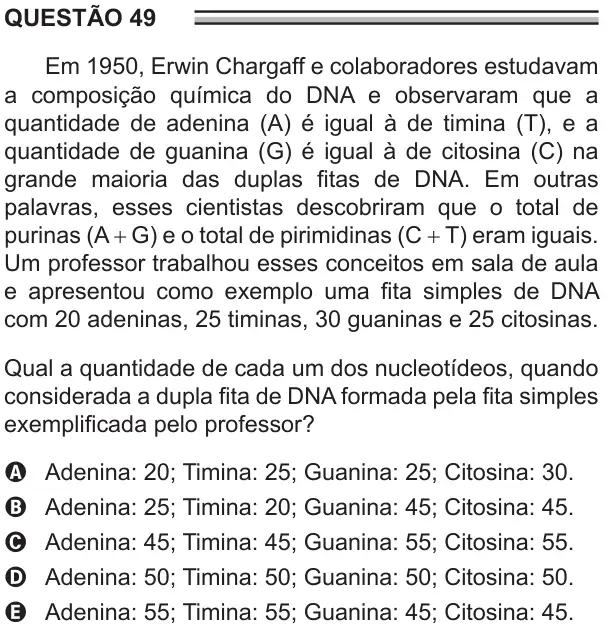 QUESTÃO 49
Em 1950, Erwin Chargaff e colaboradores estudavam
a composição química do DNA e observaram que a
quantidade de adenina (A) é igual à de timina (T), e a
quantidade de guanina (G) é igual à de citosina (C) na
grande maioria das duplas fitas de DNA. Em outras
palavras, esses cientistas descobriram que o total de
purinas (A + G) e o total de pirimidinas (C + T) eram iguais.
Um professor trabalhou esses conceitos em sala de aula
e apresentou como exemplo uma fita simples de DNA
com 20 adeninas, 25 timinas, 30 guaninas e 25 citosinas.
Qual a quantidade de cada um dos nucleotídeos, quando
considerada a dupla fita de DNA formada pela fita simples
exemplificada pelo professor?
A Adenina: 20; Timina: 25; Guanina: 25; Citosina: 30.
B Adenina: 25; Timina: 20; Guanina: 45; Citosina: 45.
C Adenina: 45; Timina: 45; Guanina: 55; Citosina: 55.
D Adenina: 50; Timina: 50; Guanina: 50; Citosina: 50.
E Adenina: 55; Timina: 55; Guanina: 45; Citosina: 45.